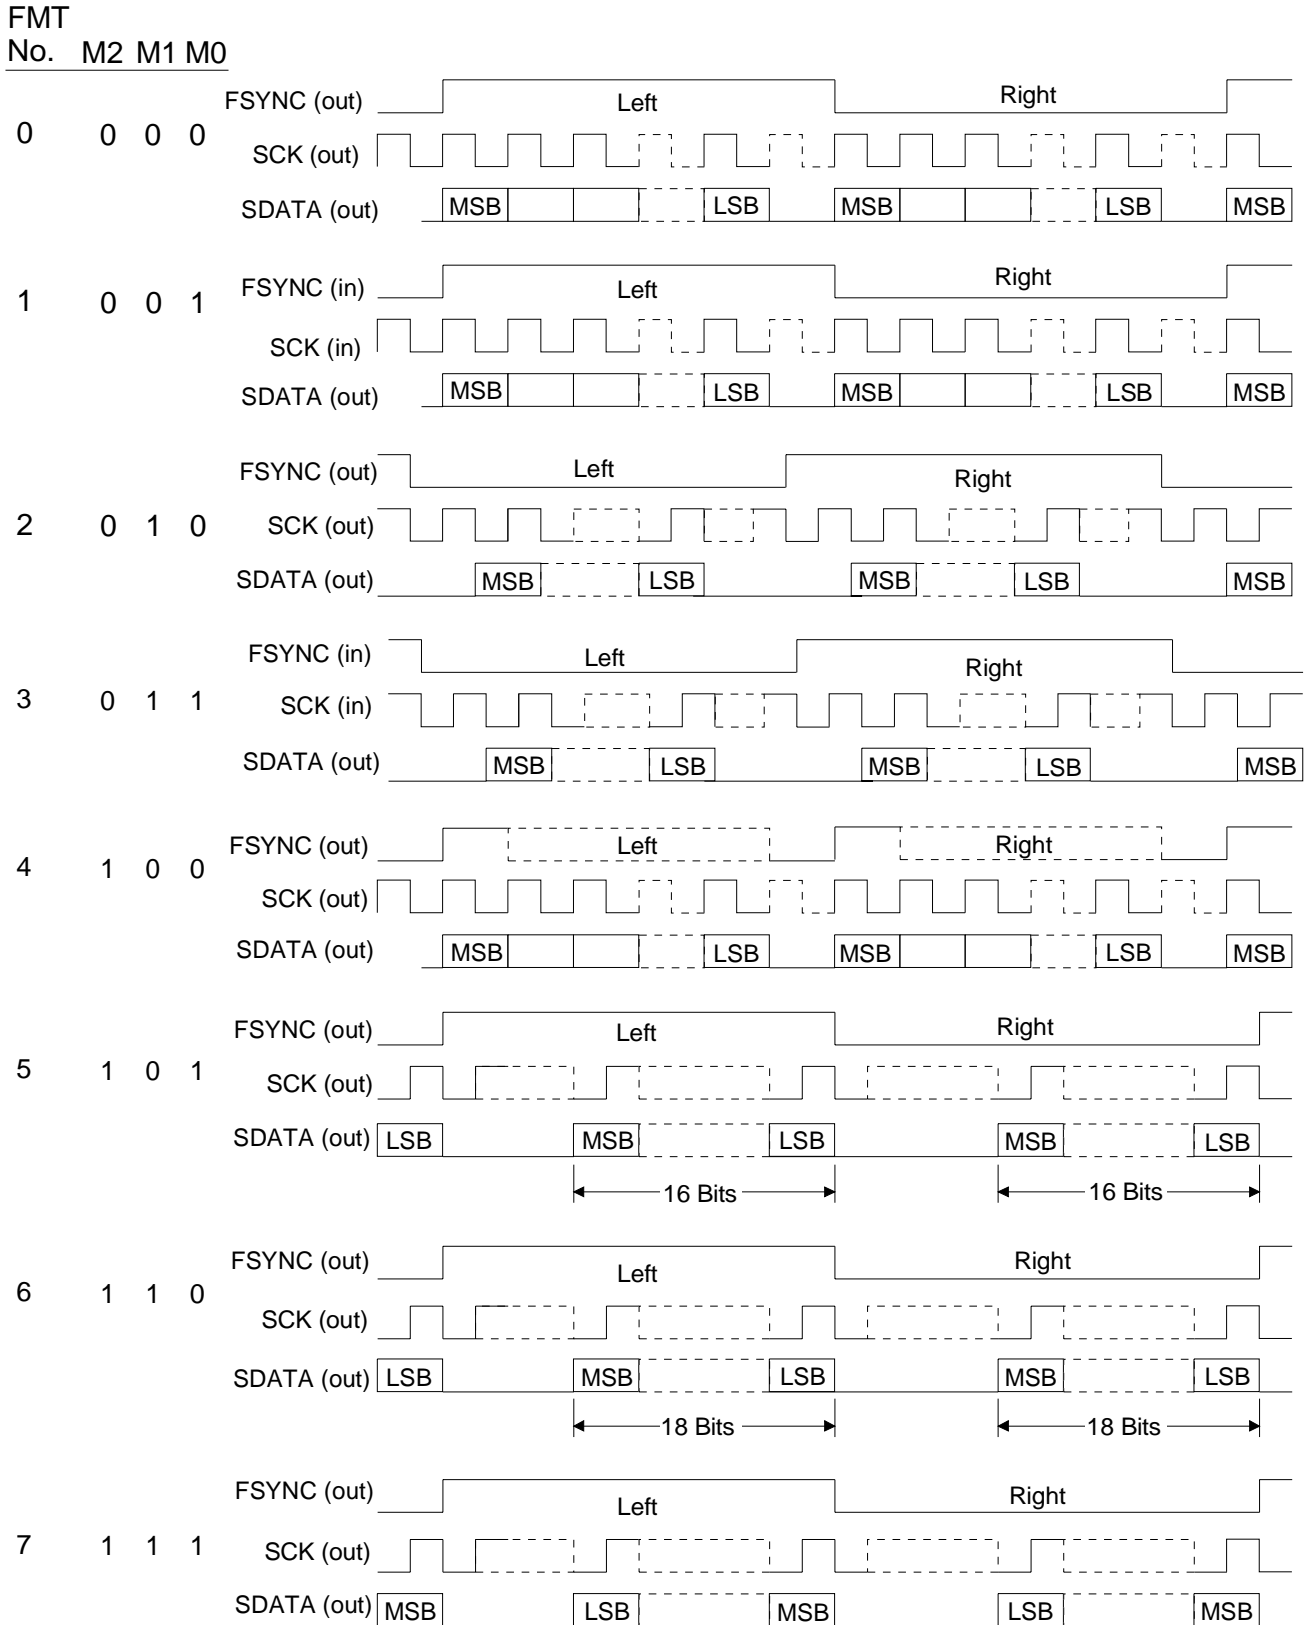 FMT
No. M2 M1 M0
FSYNC (out) Left Right
0 0 0 0
SCK (out)
SDATA (out) MSB LSB MSB LSB MSB
FSYNC (in) Left Right
1 0 0 1
SCK (in)
SDATA (out) MSB LSB MSB LSB MSB
FSYNC (out) Left Right
2 0 1 0 SCK (out)
SDATA (out) MSB LSB MSB LSB MSB
FSYNC (in) Left Right
3 0 1 1 SCK (in)
SDATA (out) MSB LSB MSB LSB MSB
FSYNC (out) Left Right
4 1 0 0
SCK (out)
SDATA (out) MSB LSB MSB LSB MSB
FSYNC (out) Left Right
5 1 0 1
SCK (out)
SDATA (out) LSB MSB LSB MSB LSB
16 Bits 16 Bits
FSYNC (out) Left Right
6 1 1 0
SCK (out)
SDATA (out) LSB MSB LSB MSB LSB
18 Bits 18 Bits
FSYNC (out) Left Right
7 1 1 1 SCK (out)
SDATA (out) MSB LSB MSB LSB MSB